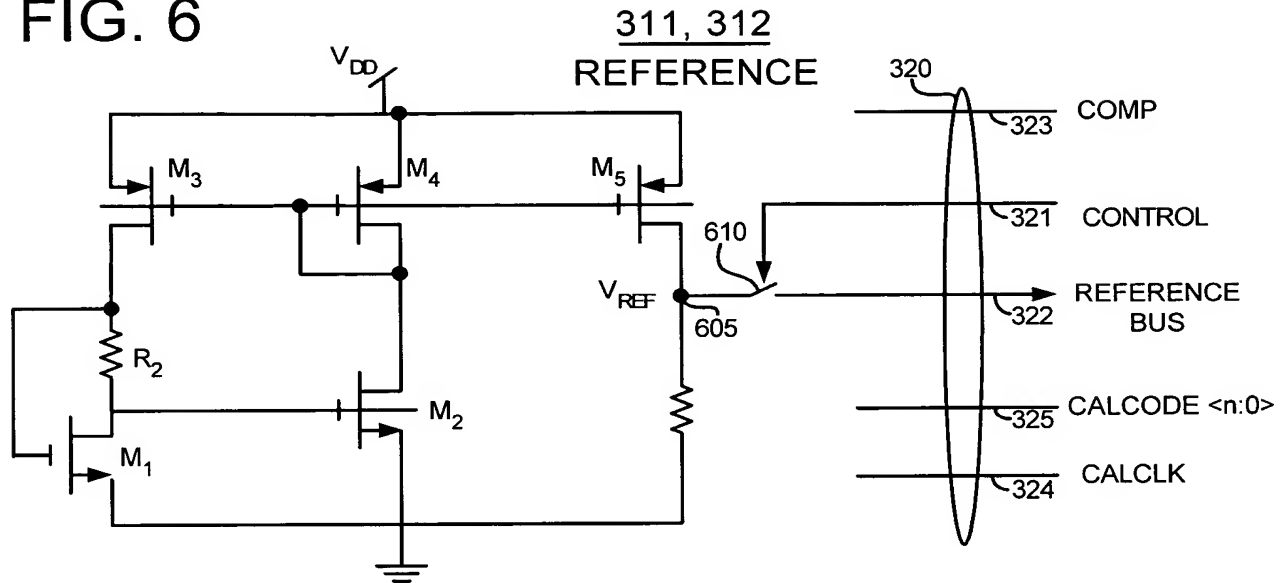 FIG. 6
311, 312
REFERENCE
V_DD
320
COMP
323
M_3
M_4
M_5
321
CONTROL
610
V_REF
605
REFERENCE
BUS
322
R_2
M_2
CALCODE <n:0>
325
M_1
CALCLK
324